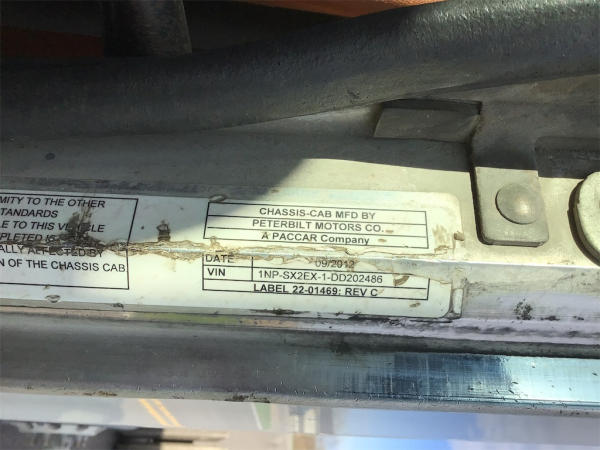 MITY TO THE OTHER
TANDARDS
LE TO THIS VEHICLE
ALLY AFFECTED BY
N OF THE CHASSIS CAB
CHASSIS-CAB MFD BY
PETERBILT MOTORS CO.
A PACCAR Company
DATE 09/2012
VIN 1NP-SX2EX-1-DD202486
LABEL 22-01469: REV C